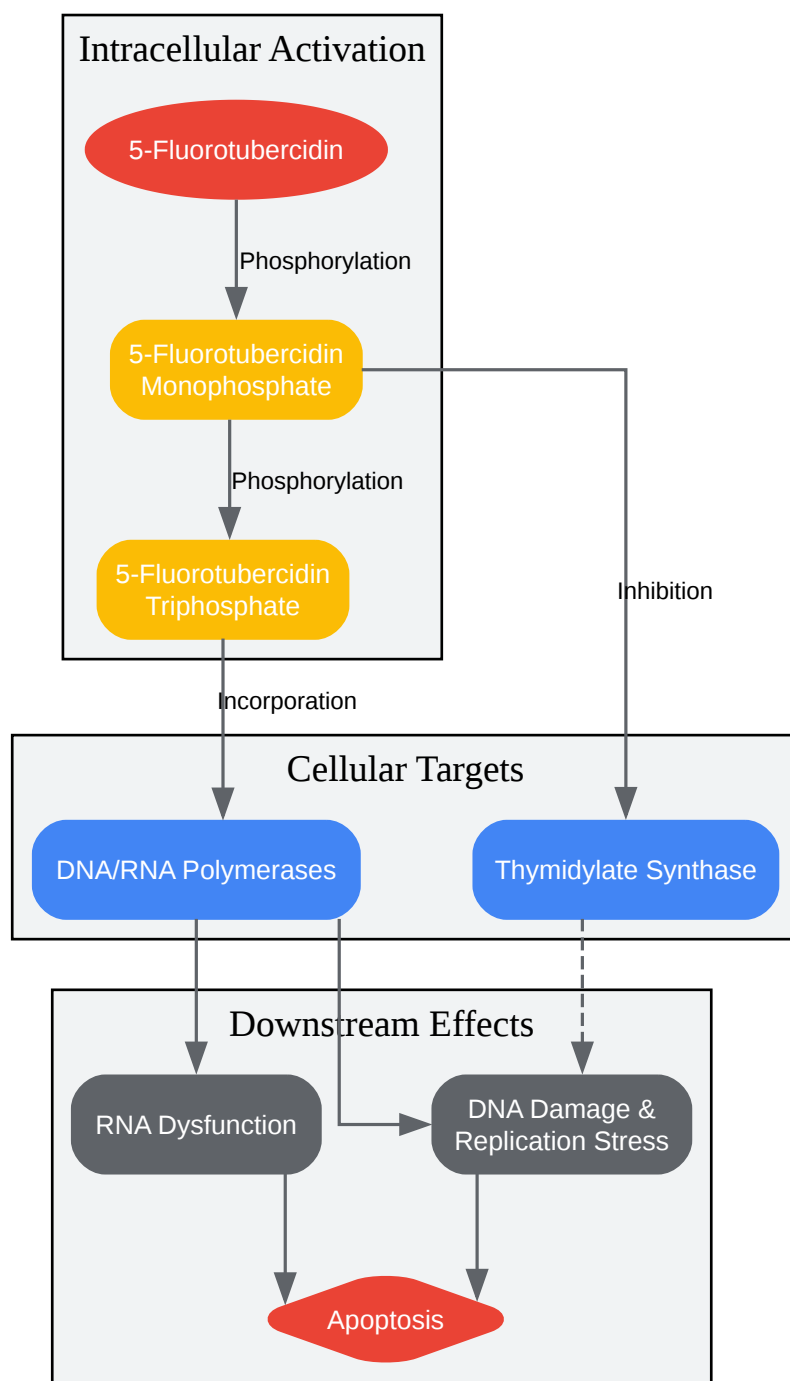 Intracellular Activation
5-Fluorotubercidin
Phosphorylation
5-Fluorotubercidin
Monophosphate
Phosphorylation
5-Fluorotubercidin
Triphosphate
Inhibition
Incorporation
Cellular Targets
DNA/RNA Polymerases
Thymidylate Synthase
Downstream Effects
RNA Dysfunction
DNA Damage &
Replication Stress
Apoptosis